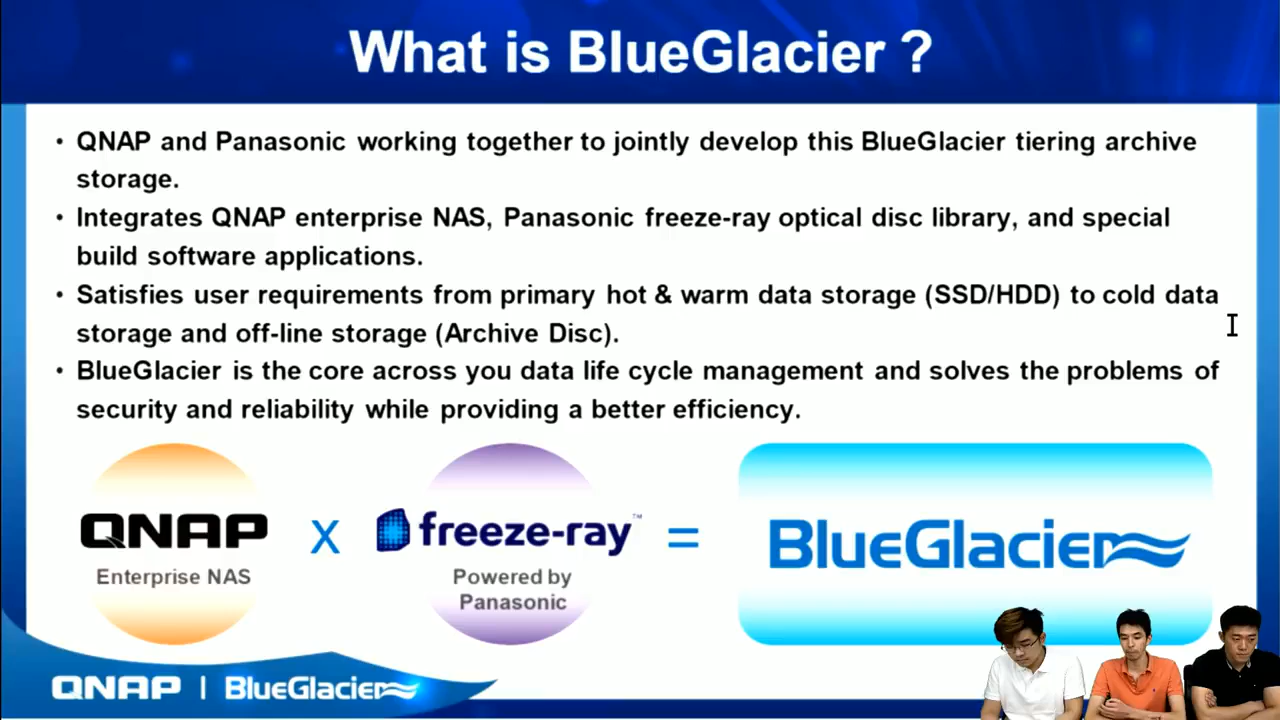 What is BlueGlacier ?
• QNAP and Panasonic working together to jointly develop this BlueGlacier tiering archive
storage.
• Integrates QNAP enterprise NAS, Panasonic freeze-ray optical disc library, and special
build software applications.
• Satisfies user requirements from primary hot & warm data storage (SSD/HDD) to cold data
storage and off-line storage (Archive Disc).
• BlueGlacier is the core across you data life cycle management and solves the problems of
security and reliability while providing a better efficiency.
QNAP
Enterprise NAS
x
freeze-ray™
Powered by
Panasonic
=
BlueGlacier
QNAP | BlueGlacier